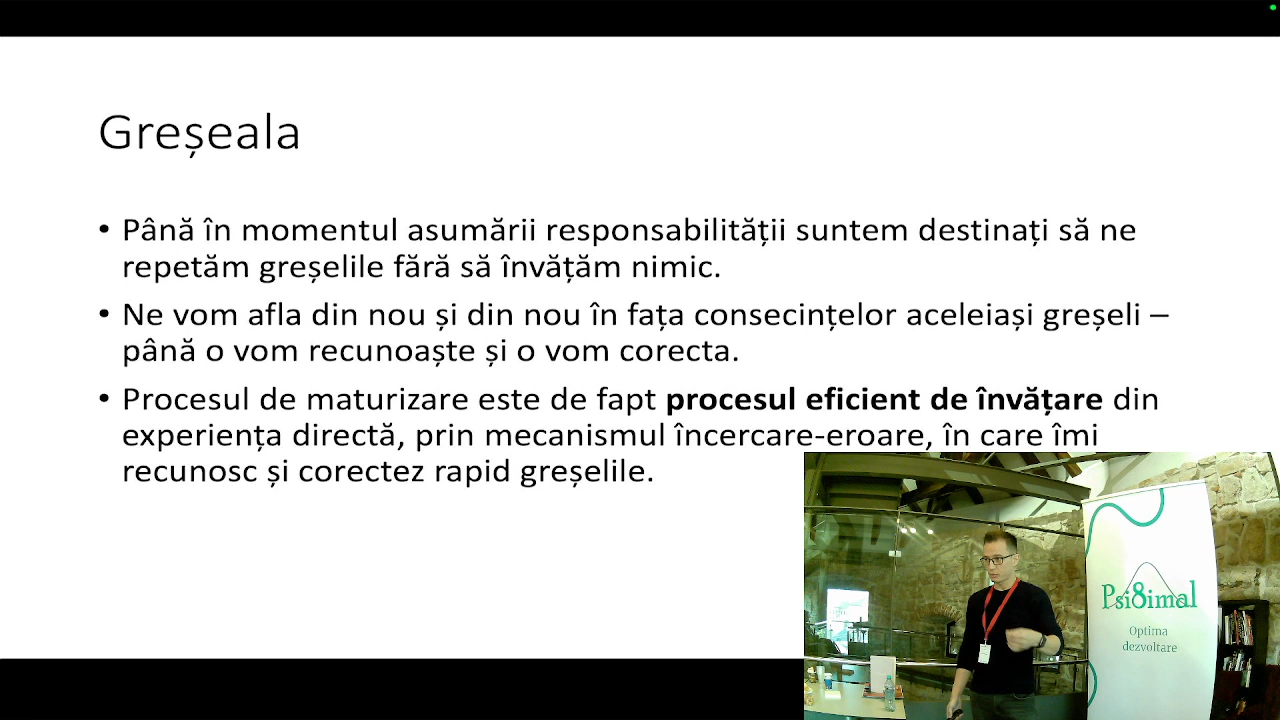 Greșeala
• Până în momentul asumării responsabilității suntem destinați să ne
repetăm greșelile fără să învățăm nimic.
• Ne vom afla din nou și din nou în fața consecințelor aceleiași greșeli –
până o vom recunoaște și o vom corecta.
• Procesul de maturizare este de fapt procesul eficient de învățare din
experiența directă, prin mecanismul încercare-eroare, în care îmi
recunosc și corectez rapid greșelile.
Psi8imal
Optima
dezvoltare